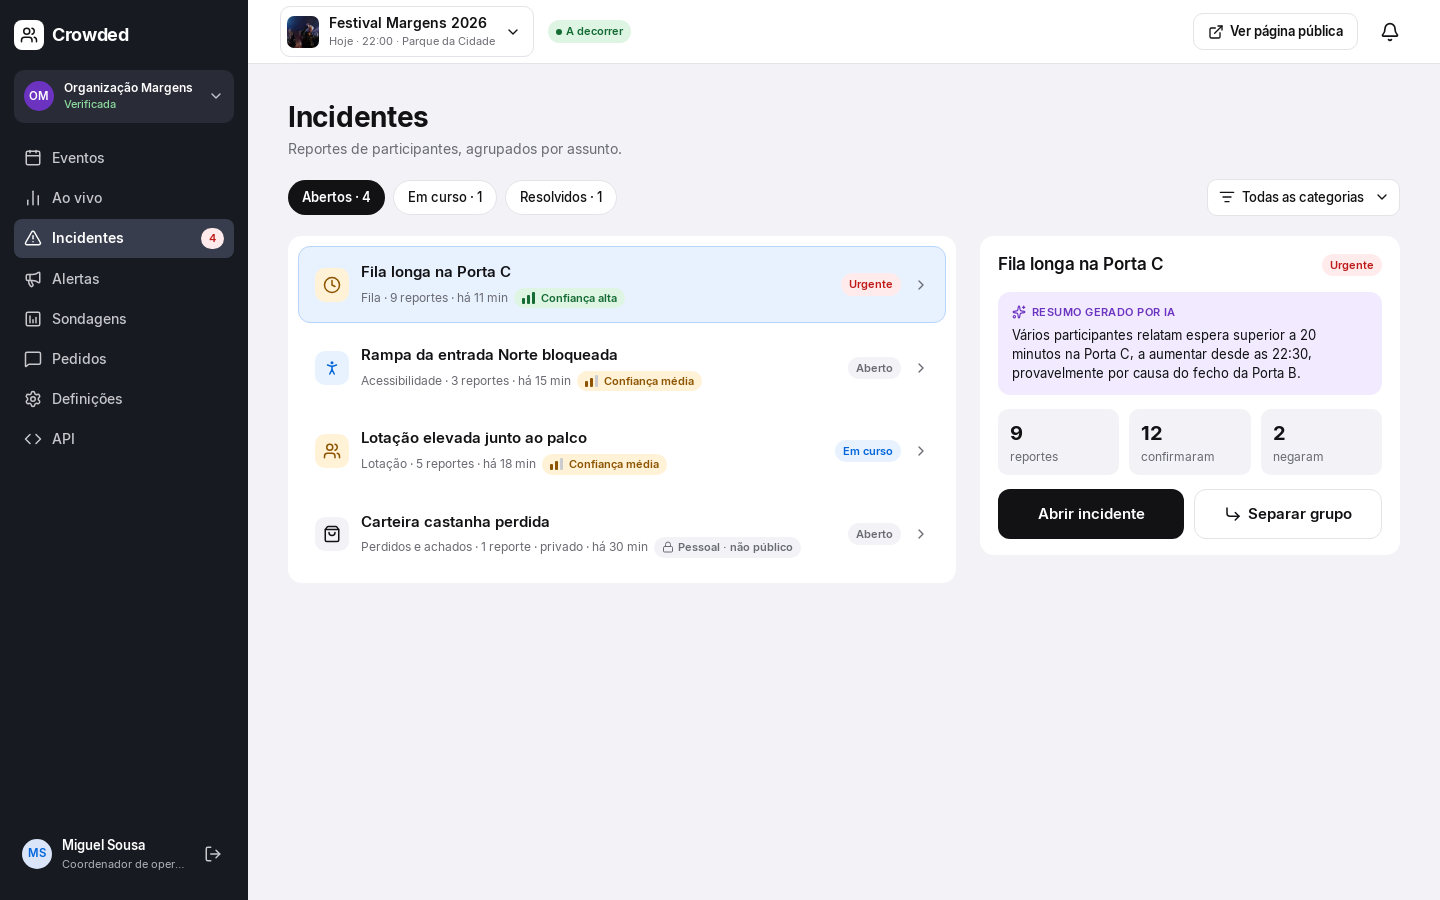 Crowded
OM
Organização Margens
Verificada
Eventos
Ao vivo
Incidentes
4
Alertas
Sondagens
Pedidos
Definições
API
MS
Miguel Sousa
Coordenador de oper...
Festival Margens 2026
Hoje · 22:00 · Parque da Cidade
A decorrer
Ver página pública
Incidentes
Reportes de participantes, agrupados por assunto.
Abertos · 4
Em curso · 1
Resolvidos · 1
Todas as categorias
Fila longa na Porta C
Fila · 9 reportes · há 11 min
Confiança alta
Urgente
Rampa da entrada Norte bloqueada
Acessibilidade · 3 reportes · há 15 min
Confiança média
Aberto
Lotação elevada junto ao palco
Lotação · 5 reportes · há 18 min
Confiança média
Em curso
Carteira castanha perdida
Perdidos e achados · 1 reporte · privado · há 30 min
Pessoal · não público
Aberto
Fila longa na Porta C
Urgente
RESUMO GERADO POR IA
Vários participantes relatam espera superior a 20
minutos na Porta C, a aumentar desde as 22:30,
provavelmente por causa do fecho da Porta B.
9
reportes
12
confirmaram
2
negaram
Abrir incidente
Separar grupo